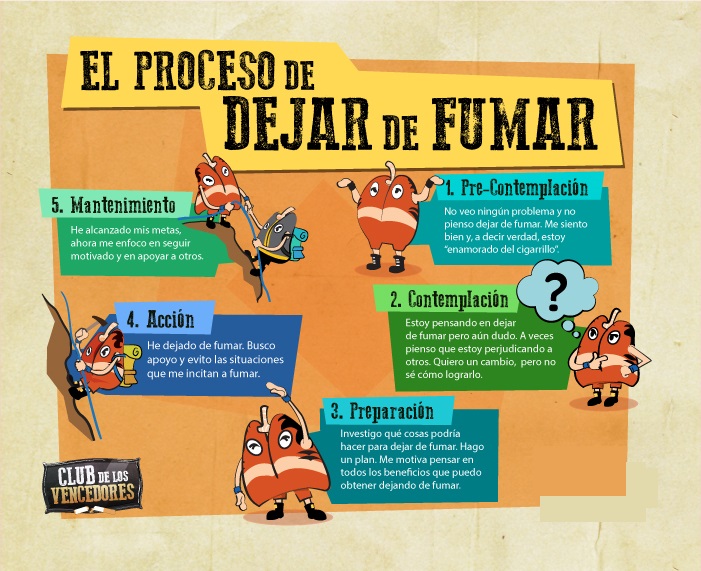 EL PROCESO DE
DEJAR DE FUMAR
1. Pre-Contemplación
No veo ningún problema y no
pienso dejar de fumar. Me siento
bien y, a decir verdad, estoy
“enamorado del cigarrillo”.
2. Contemplación
Estoy pensando en dejar
de fumar pero aún dudo. A veces
pienso que estoy perjudicando a
otros. Quiero un cambio, pero no
sé cómo lograrlo.
?
3. Preparación
Investigo qué cosas podría
hacer para dejar de fumar. Hago
un plan. Me motiva pensar en
todos los beneficios que puedo
obtener dejando de fumar.
4. Acción
He dejado de fumar. Busco
apoyo y evito las situaciones
que me incitan a fumar.
5. Mantenimiento
He alcanzado mis metas,
ahora me enfoco en seguir
motivado y en apoyar a otros.
CLUB DE LOS
VENCEDORES